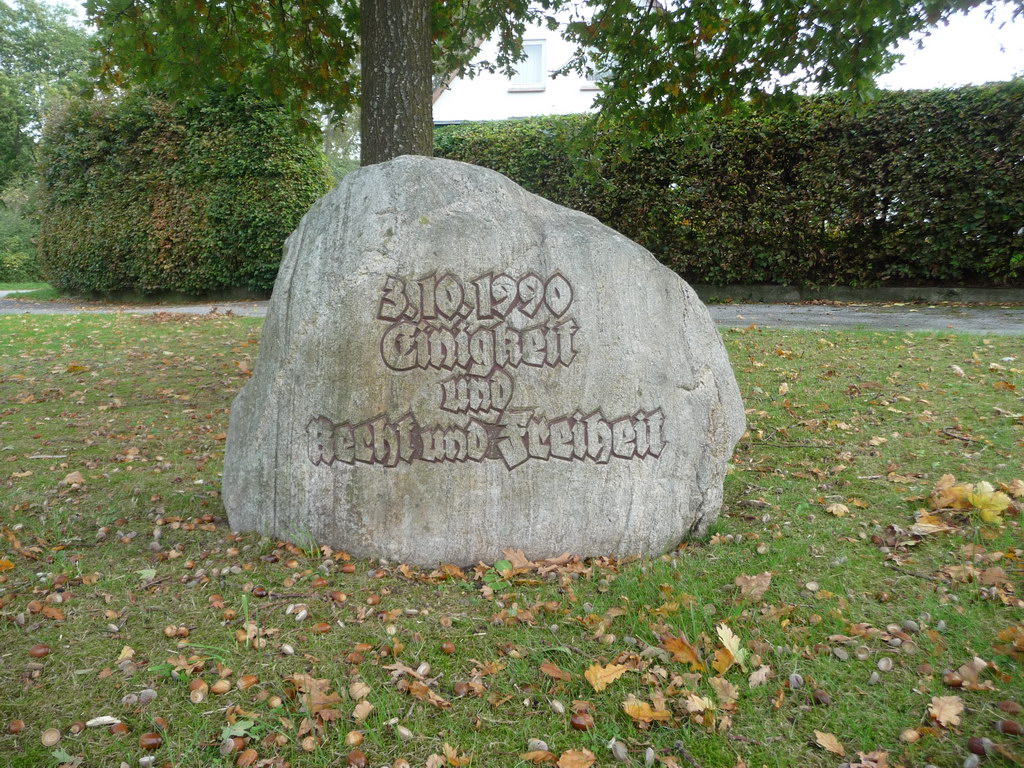 3.10.1990
Einigkeit
und
Recht und Freiheit